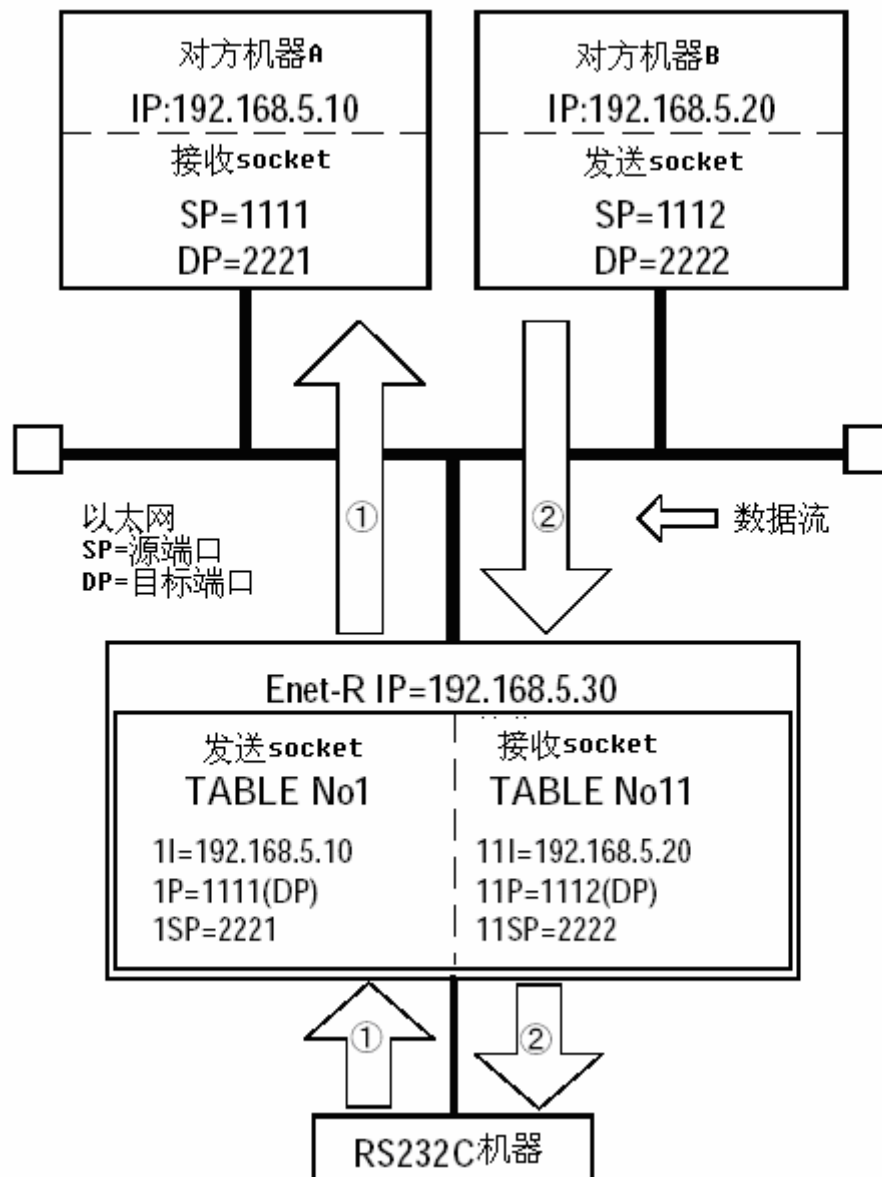 对方机器A
IP:192.168.5.10
接收socket
SP=1111
DP=2221
对方机器B
IP:192.168.5.20
发送socket
SP=1112
DP=2222
①
②
数据流
以太网
SP=源端口
DP=目标端口
Enet-R IP=192.168.5.30
发送socket
TABLE No1
1I=192.168.5.10
1P=1111(DP)
1SP=2221
接收socket
TABLE No11
11I=192.168.5.20
11P=1112(DP)
11SP=2222
①
②
RS232C机器